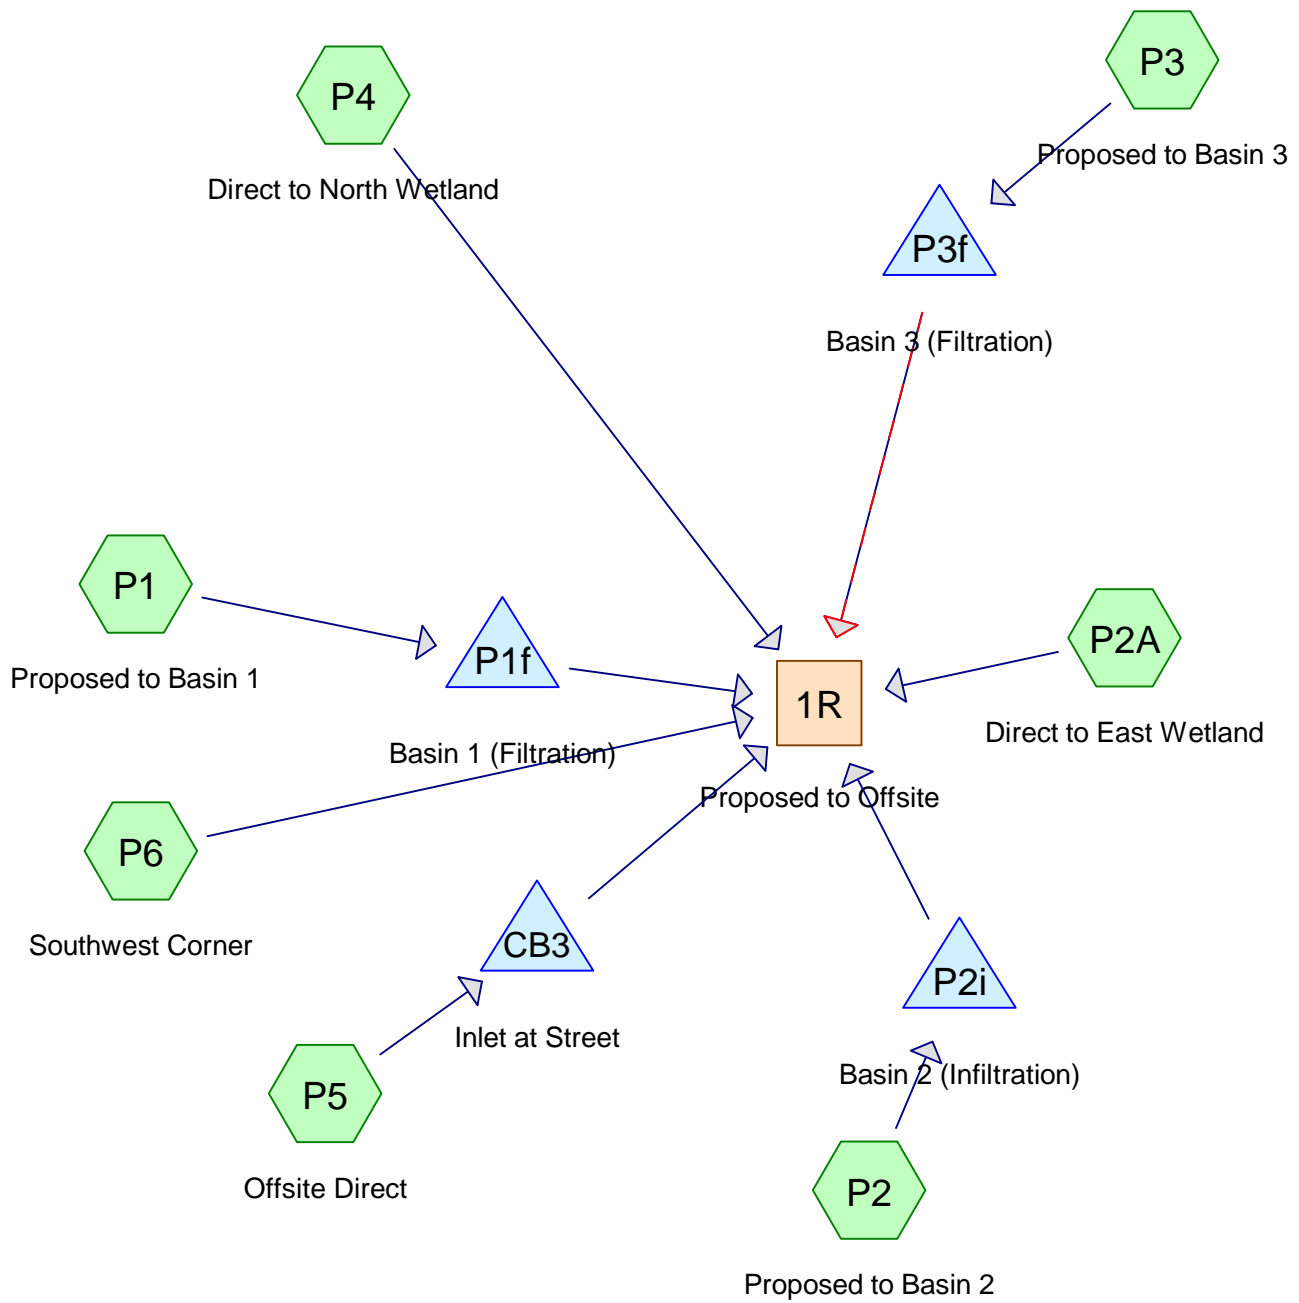 P3
Proposed to Basin 3
P4
Direct to North Wetland
P3f
Basin 3 (Filtration)
P1
Proposed to Basin 1
P1f
Basin 1 (Filtration)
P2A
Direct to East Wetland
1R
Proposed to Offsite
P6
Southwest Corner
CB3
Inlet at Street
P2i
Basin 2 (Infiltration)
P5
Offsite Direct
P2
Proposed to Basin 2